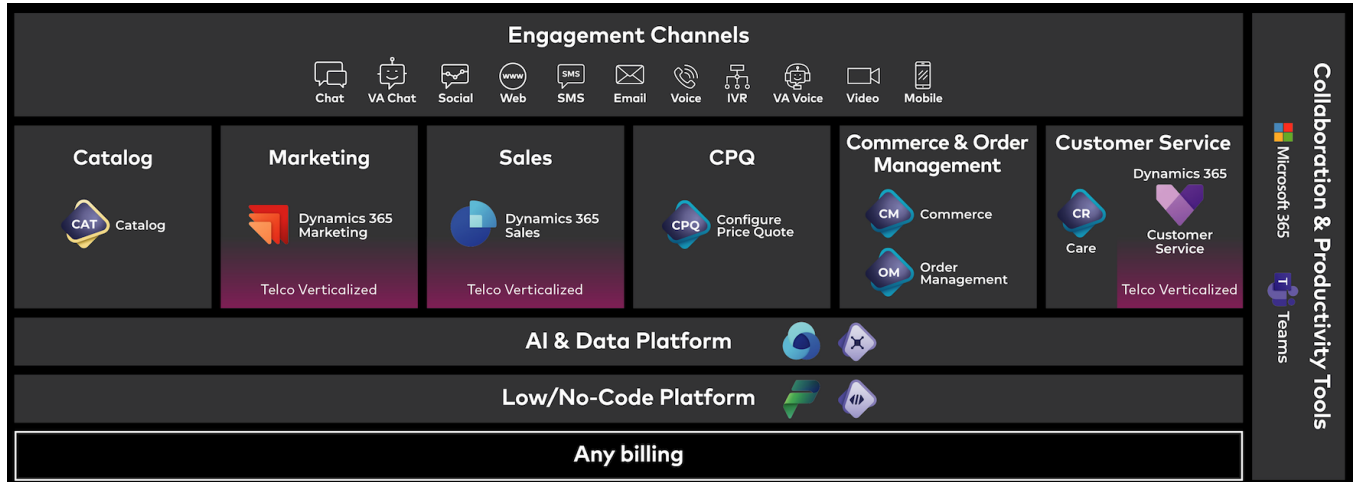 Engagement Channels
www
SMS
Chat
VA Chat
Social
Web
SMS
Email
Voice
IVR
VA Voice
Video
Mobile
Catalog
CAT
Catalog
Marketing
Dynamics 365
Marketing
Telco Verticalized
Sales
Dynamics 365
Sales
Telco Verticalized
CPQ
CPQ
Configure
Price Quote
Commerce & Order
Management
CM
Commerce
OM
Order
Management
Customer Service
CR
Care
Dynamics 365
Customer
Service
Telco Verticalized
AI & Data Platform
Low/No-Code Platform
Any billing
Collaboration & Productivity Tools
Microsoft 365
T
Teams